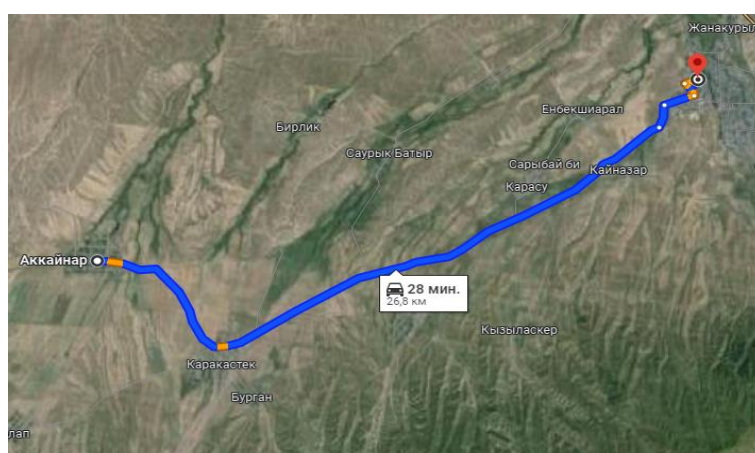 Жанакурыл
Енбекшиарал
Бирлик
Саурык Батыр
Сарыбай би
Кайназар
Карасу
Аккайнар
28 мин.
26,8 км
Кызыласкер
Каракастек
Бурган
лап